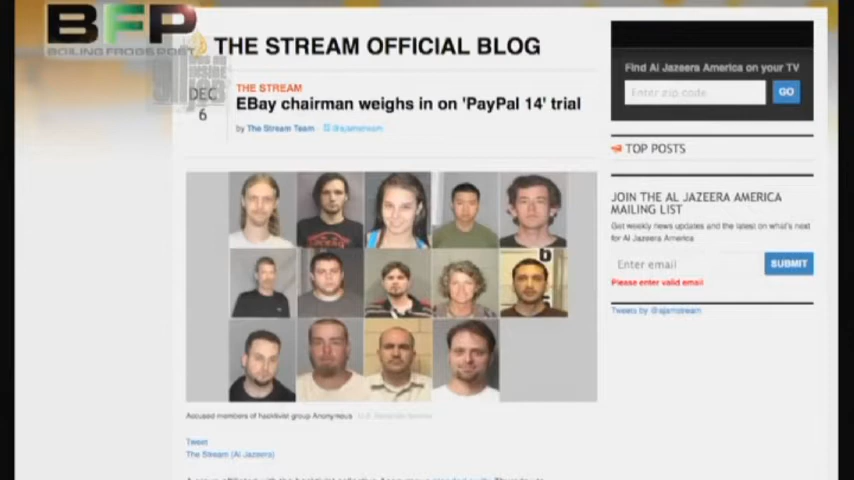 BFP
BOILING FROGS POST
THE STREAM OFFICIAL BLOG
DEC
6
THE STREAM
EBay chairman weighs in on 'PayPal 14' trial
by The Stream Team
@ajamstream
Accused members of hacktivist group Anonymous
Tweet
The Stream (Al Jazeera)
Find Al Jazeera America on your TV
Enter zip code
GO
TOP POSTS
JOIN THE AL JAZEERA AMERICA
MAILING LIST
Get weekly news updates and the latest on what's next
for Al Jazeera America
Enter email
SUBMIT
Please enter valid email
Tweets by @ajamstream